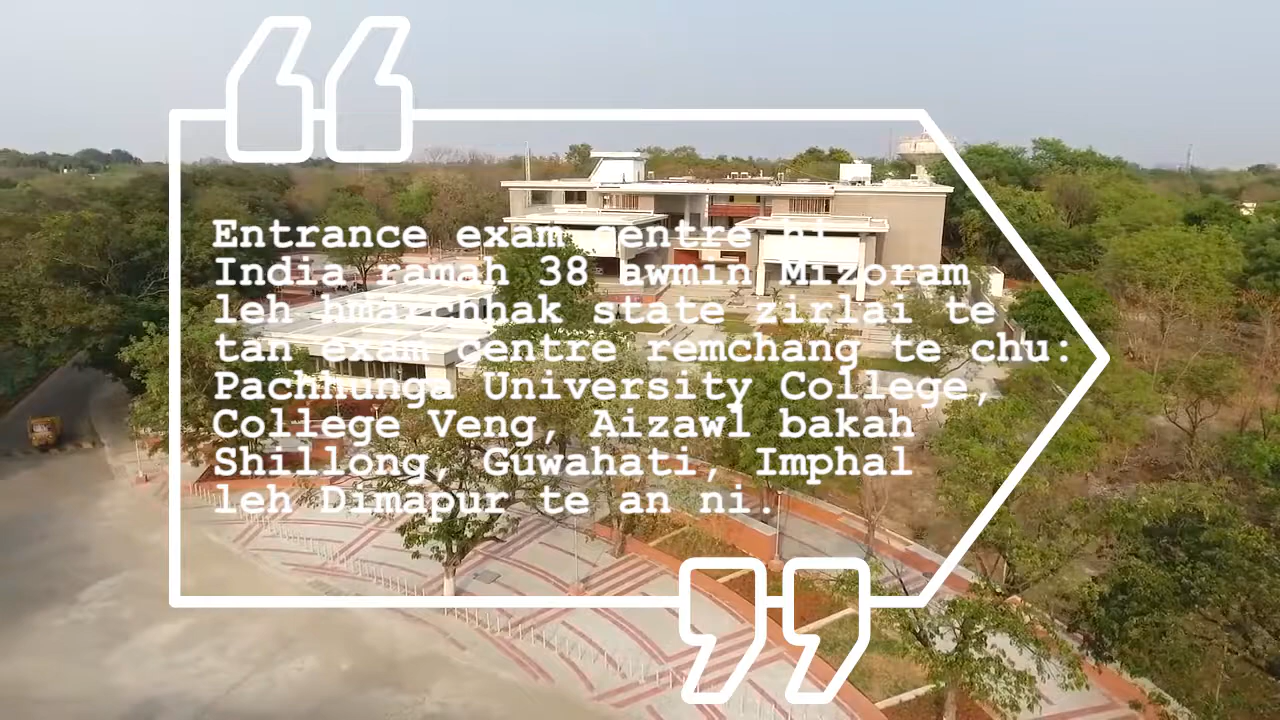 Entrance exam centre hi
India ramah 38 awmin Mizoram
leh hmarchhak state zirlai te
tan exam centre remchang te chu:
Pachhunga University College,
College Veng, Aizawl bakah
Shillong, Guwahati, Imphal
leh Dimapur te an ni.